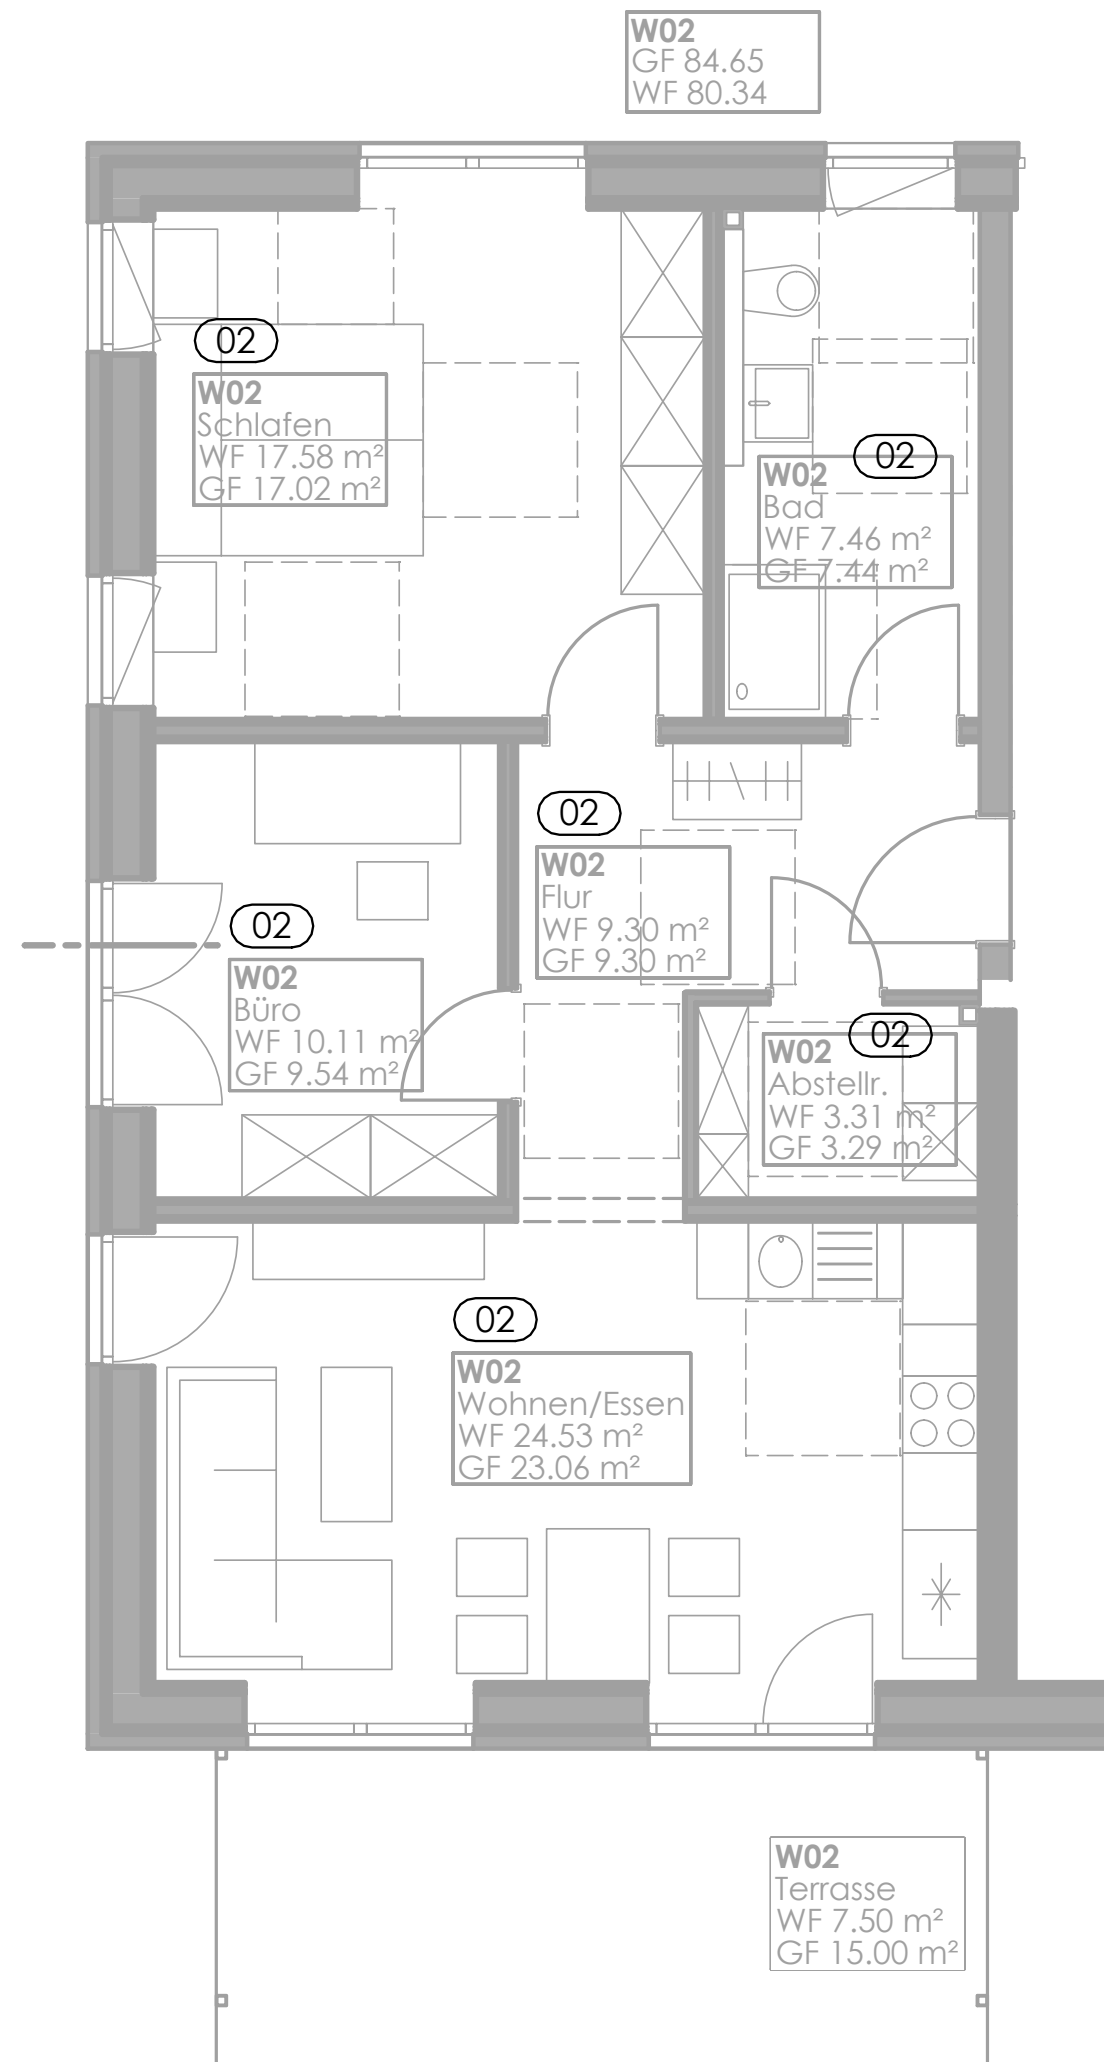 W02
GF 84.65
WF 80.34
02
W02
Schlafen
WF 17.58 m²
GF 17.02 m²
02
W02
Bad
WF 7.46 m²
GF 7.44 m²
02
W02
Flur
WF 9.30 m²
GF 9.30 m²
02
W02
Büro
WF 10.11 m²
GF 9.54 m²
02
W02
Abstellr.
WF 3.31 m²
GF 3.29 m²
02
W02
Wohnen/Essen
WF 24.53 m²
GF 23.06 m²
W02
Terrasse
WF 7.50 m²
GF 15.00 m²